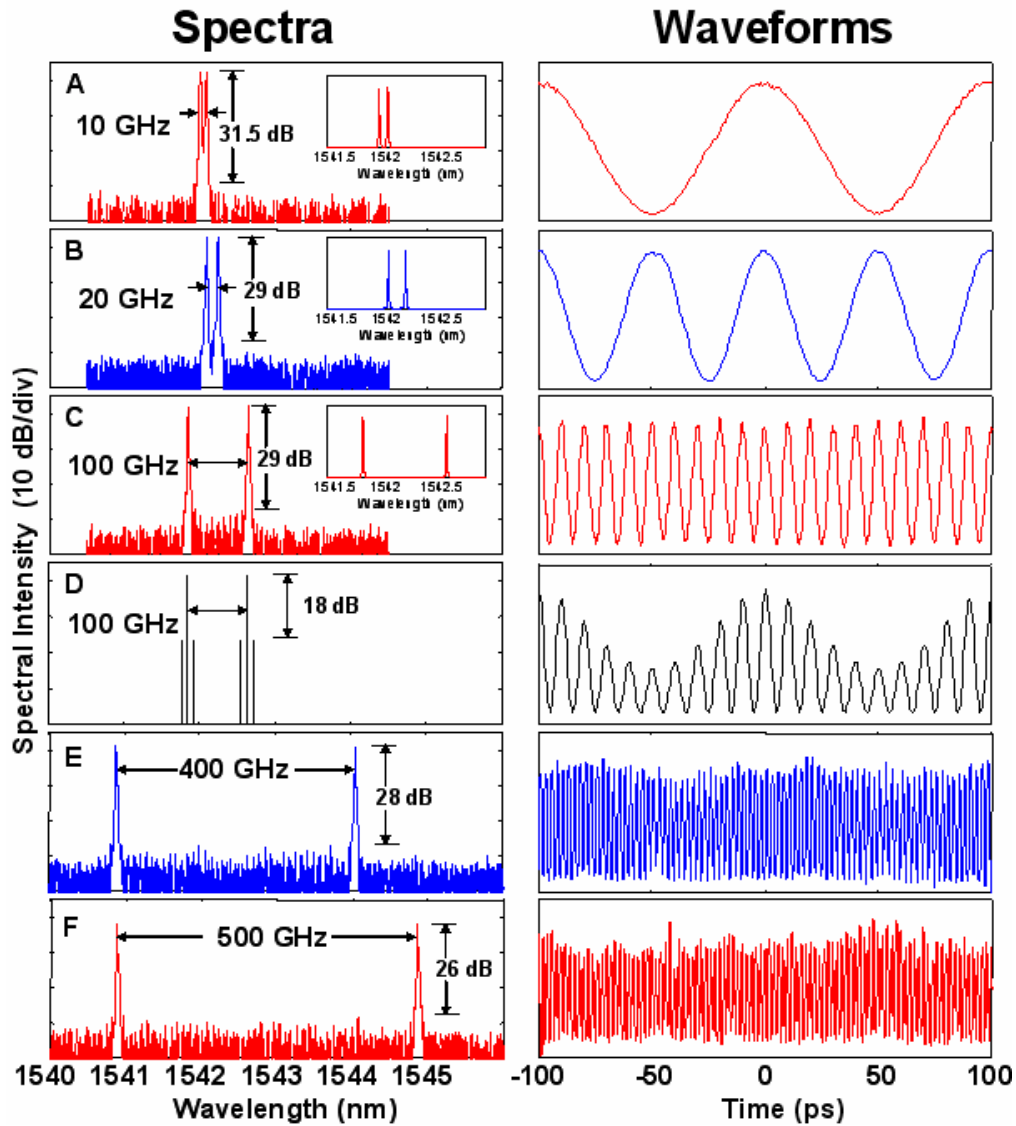 Spectra
Waveforms
Spectral Intensity (10 dB/div)
A
10 GHz
31.5 dB
1541.5 1542 1542.5
Wavelength (nm)
B
20 GHz
29 dB
1541.5 1542 1542.5
Wavelength (nm)
C
100 GHz
29 dB
1541.5 1542 1542.5
Wavelength (nm)
D
100 GHz
18 dB
E
400 GHz
28 dB
F
500 GHz
26 dB
1540 1541 1542 1543 1544 1545
Wavelength (nm)
-100 -50 0 50 100
Time (ps)